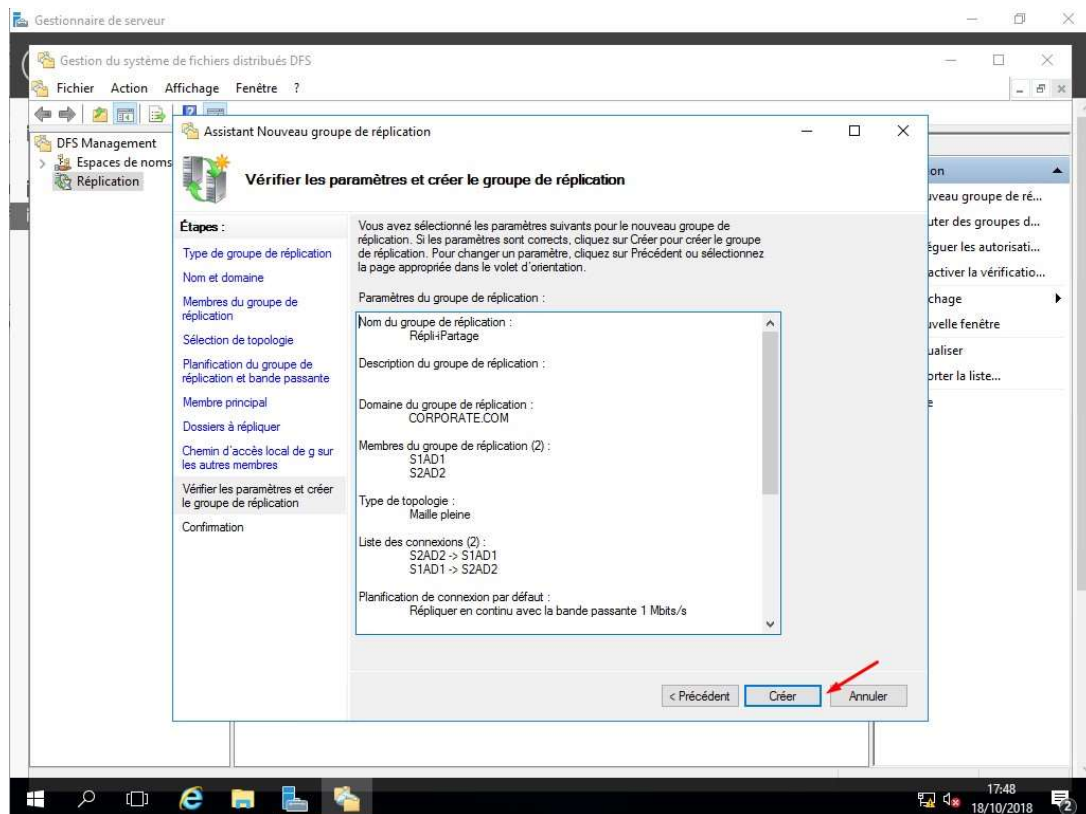 Gestionnaire de serveur
Gestion du système de fichiers distribués DFS
Fichier Action Affichage Fenêtre ?
DFS Management
Espaces de noms
Réplication
Assistant Nouveau groupe de réplication
Vérifier les paramètres et créer le groupe de réplication
Étapes :
Type de groupe de réplication
Nom et domaine
Membres du groupe de
réplication
Sélection de topologie
Planification du groupe de
réplication et bande passante
Membre principal
Dossiers à répliquer
Chemin d'accès local de g sur
les autres membres
Vérifier les paramètres et créer
le groupe de réplication
Confirmation
Vous avez sélectionné les paramètres suivants pour le nouveau groupe de
réplication. Si les paramètres sont corrects, cliquez sur Créer pour créer le groupe
de réplication. Pour changer un paramètre, cliquez sur Précédent ou sélectionnez
la page appropriée dans le volet d'orientation.
Paramètres du groupe de réplication :
Nom du groupe de réplication :
Répli-iPartage
Description du groupe de réplication :
Domaine du groupe de réplication :
CORPORATE.COM
Membres du groupe de réplication (2) :
S1AD1
S2AD2
Type de topologie :
Maille pleine
Liste des connexions (2) :
S2AD2 -> S1AD1
S1AD1 -> S2AD2
Planification de connexion par défaut :
Répliquer en continu avec la bande passante 1 Mbits/s
< Précédent Créer Annuler
on
uveau groupe de ré...
uter des groupes d...
éguer les autorisati...
activer la vérificatio...
chage
uvelle fenêtre
ualiser
orter la liste...
e
17:48
18/10/2018
2